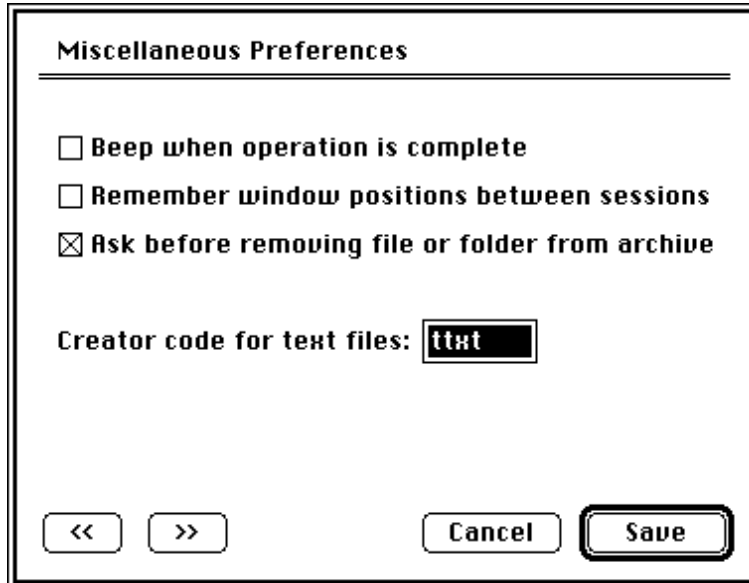 Miscellaneous Preferences
Beep when operation is complete
Remember window positions between sessions
Ask before removing file or folder from archive
Creator code for text files: ttxt
<< >> Cancel Save